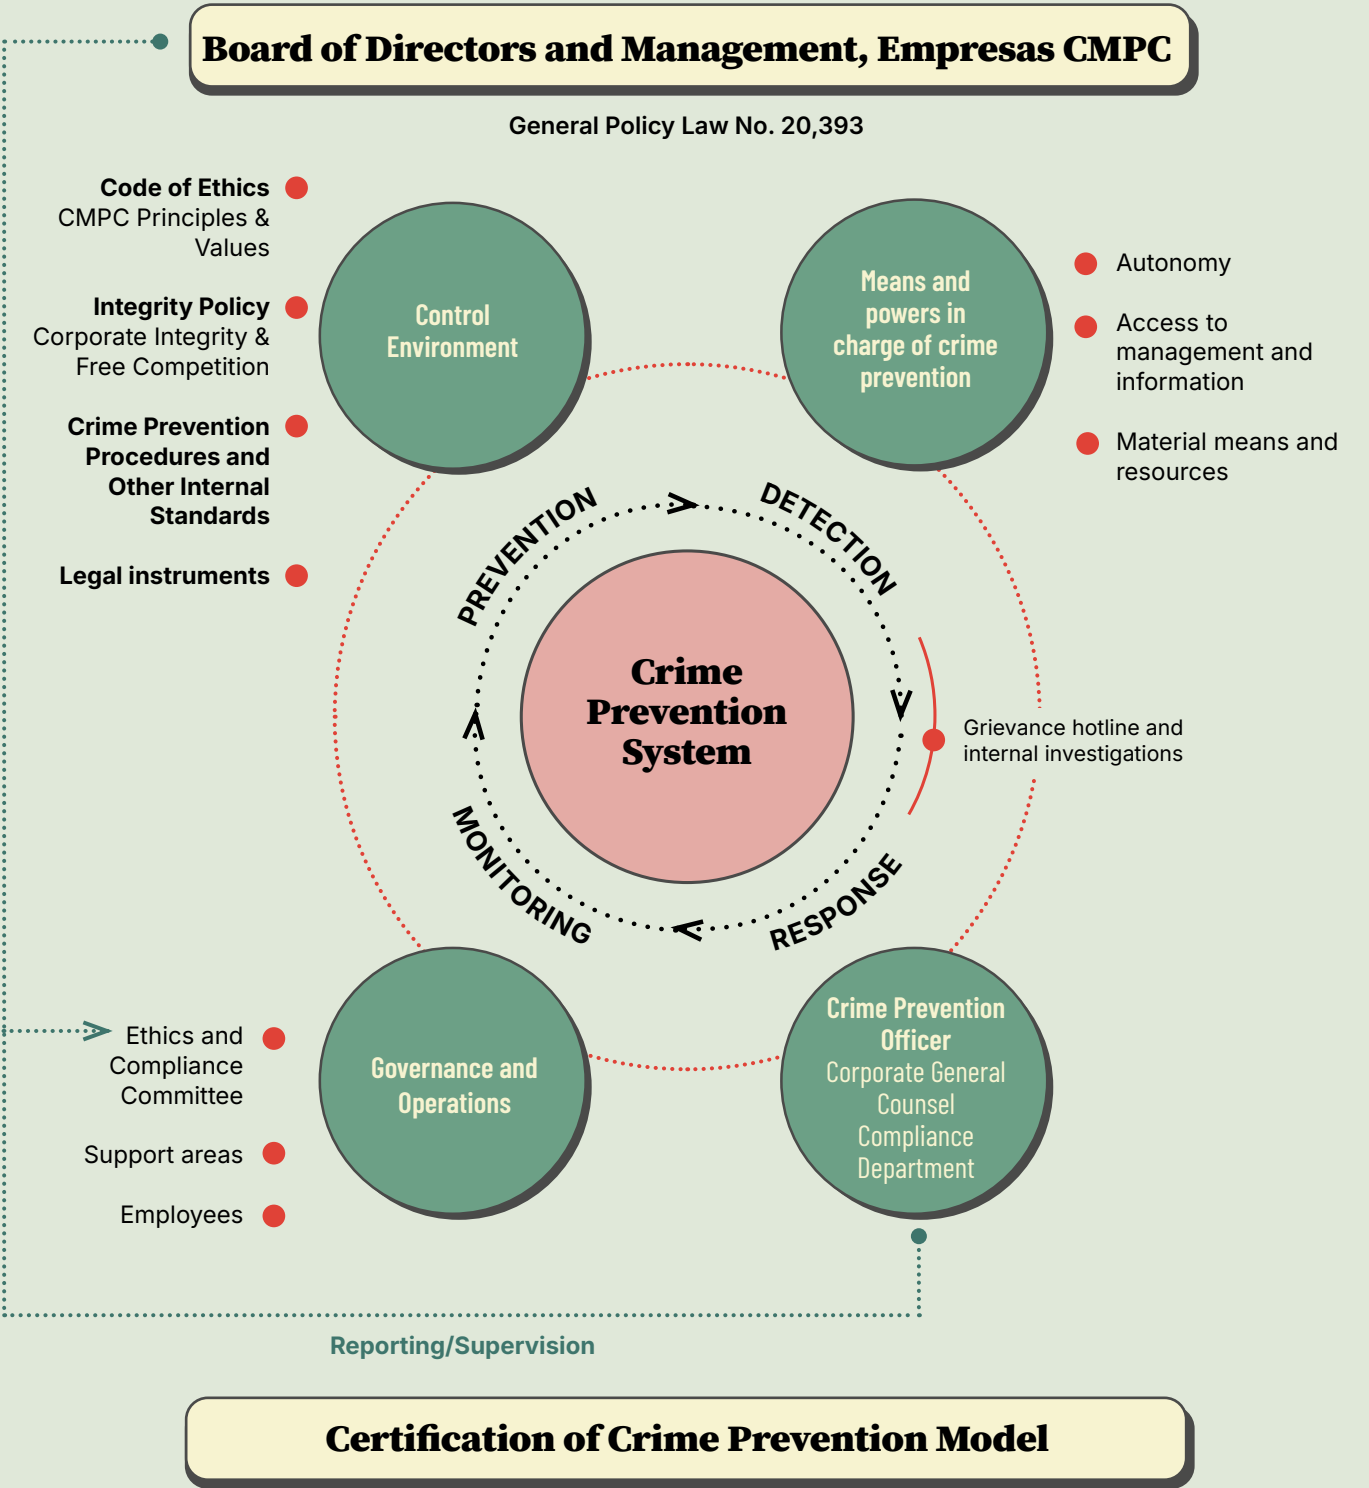 Board of Directors and Management, Empresas CMPC
General Policy Law No. 20,393
Code of Ethics
CMPC Principles &
Values
Integrity Policy
Corporate Integrity &
Free Competition
Crime Prevention
Procedures and
Other Internal
Standards
Legal instruments
Control
Environment
Means and
powers in
charge of crime
prevention
Autonomy
Access to
management and
information
Material means and
resources
PREVENTION
DETECTION
Crime
Prevention
System
Grievance hotline and
internal investigations
MONITORING
RESPONSE
Ethics and
Compliance
Committee
Support areas
Employees
Governance and
Operations
Crime Prevention
Officer
Corporate General
Counsel
Compliance
Department
Reporting/Supervision
Certification of Crime Prevention Model